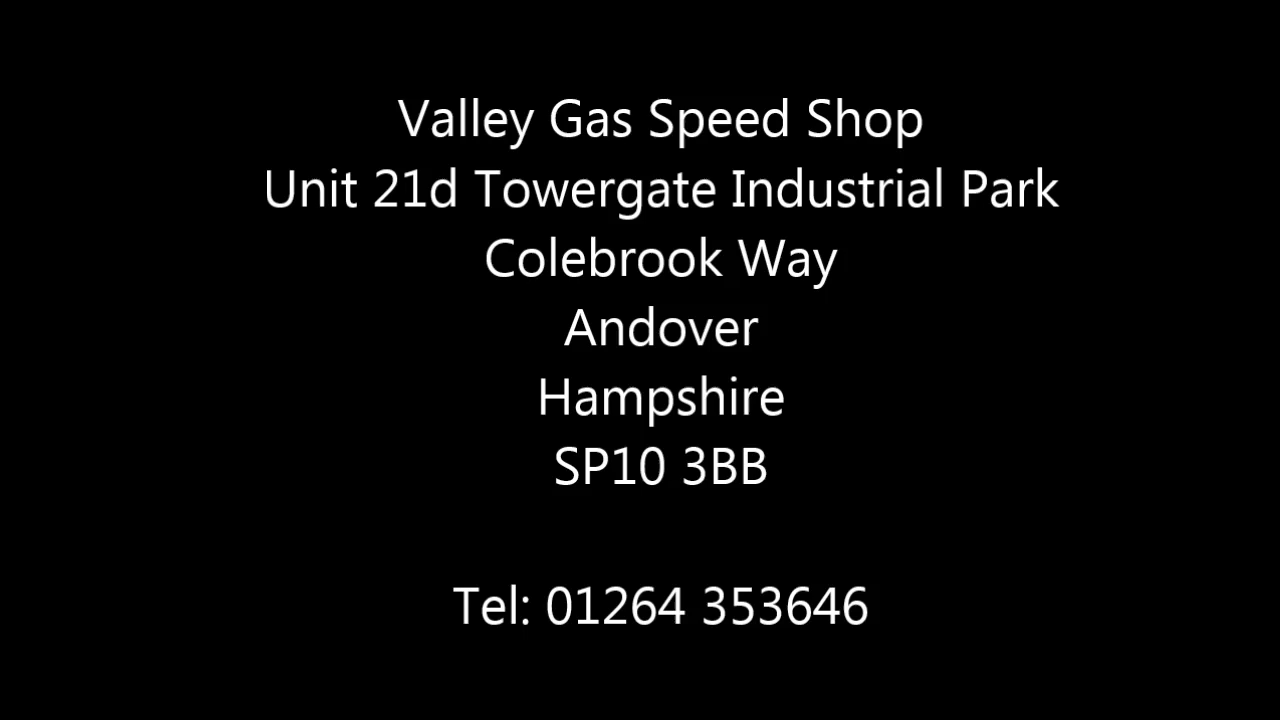 Valley Gas Speed Shop
Unit 21d Towergate Industrial Park
Colebrook Way
Andover
Hampshire
SP10 3BB
Tel: 01264 353646